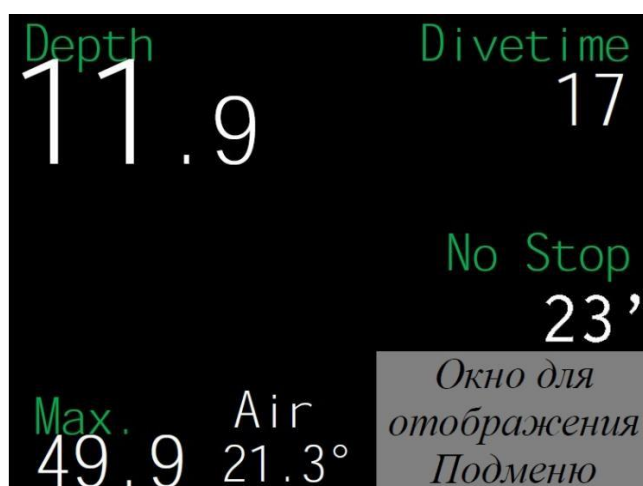 Depth
11.9
Divetime
17
No Stop
23’
Max.
49.9
Air
21.3°
Окно для
отображения
Подменю